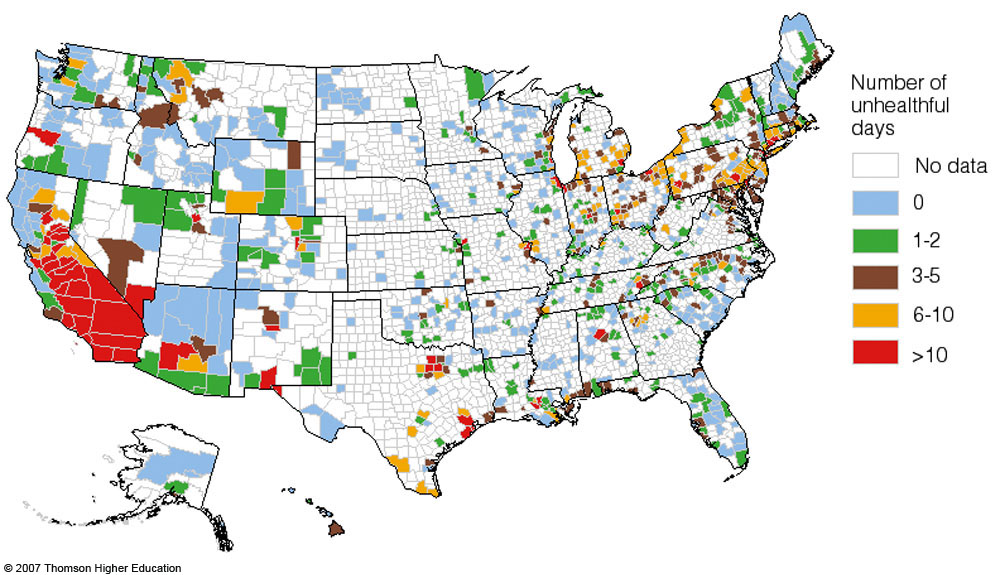 Number of
unhealthful
days
No data
0
1-2
3-5
6-10
>10
© 2007 Thomson Higher Education